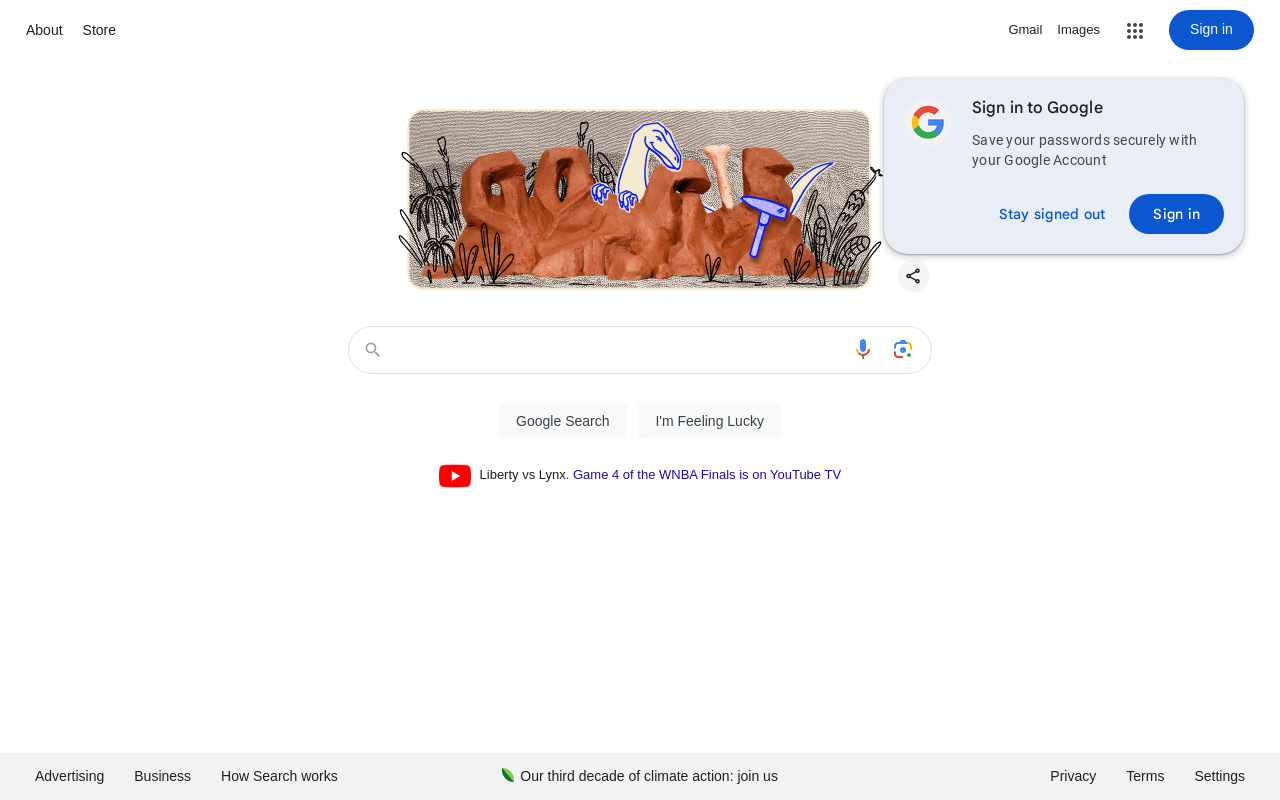 About Store Gmail Images Sign in
Sign in to Google
Save your passwords securely with
your Google Account
Stay signed out Sign in
Google Search I'm Feeling Lucky
Liberty vs Lynx. Game 4 of the WNBA Finals is on YouTube TV
Advertising Business How Search works Our third decade of climate action: join us Privacy Terms Settings